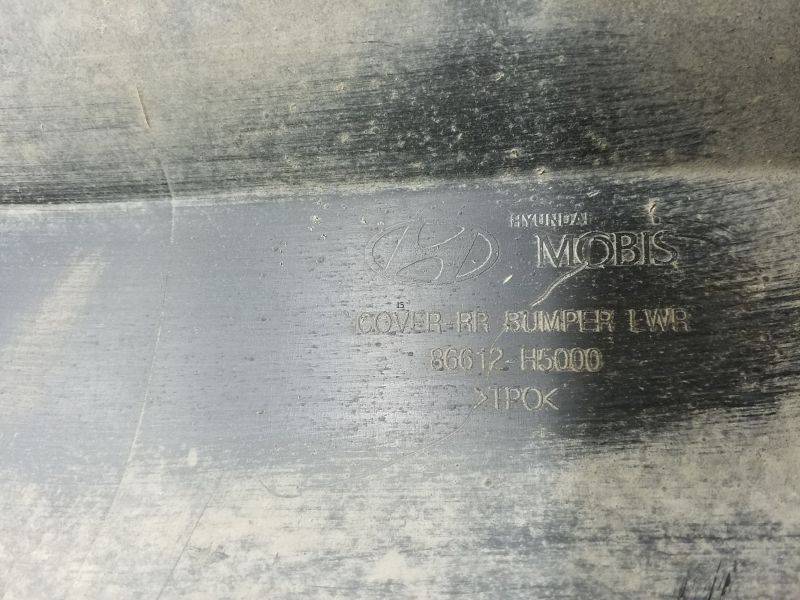 HYUNDAI
MOBIS
COVER-RR BUMPER LWR
86612-H5000
>TPO<